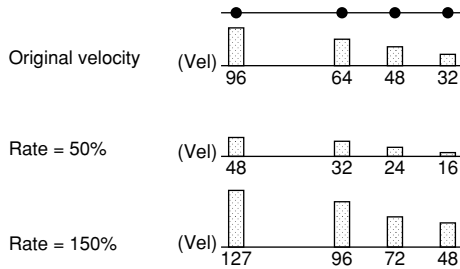 Original velocity (Vel)
96 64 48 32
Rate = 50% (Vel)
48 32 24 16
Rate = 150% (Vel)
127 96 72 48